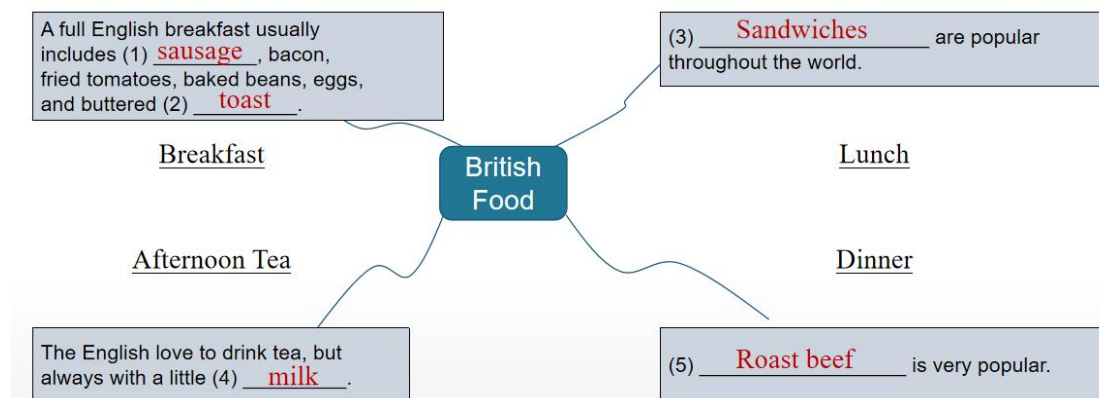 A full English breakfast usually
includes (1) sausage, bacon,
fried tomatoes, baked beans, eggs,
and buttered (2) toast.
Breakfast
(3) Sandwiches are popular
throughout the world.
Lunch
British
Food
Afternoon Tea
The English love to drink tea, but
always with a little (4) milk.
Dinner
(5) Roast beef is very popular.